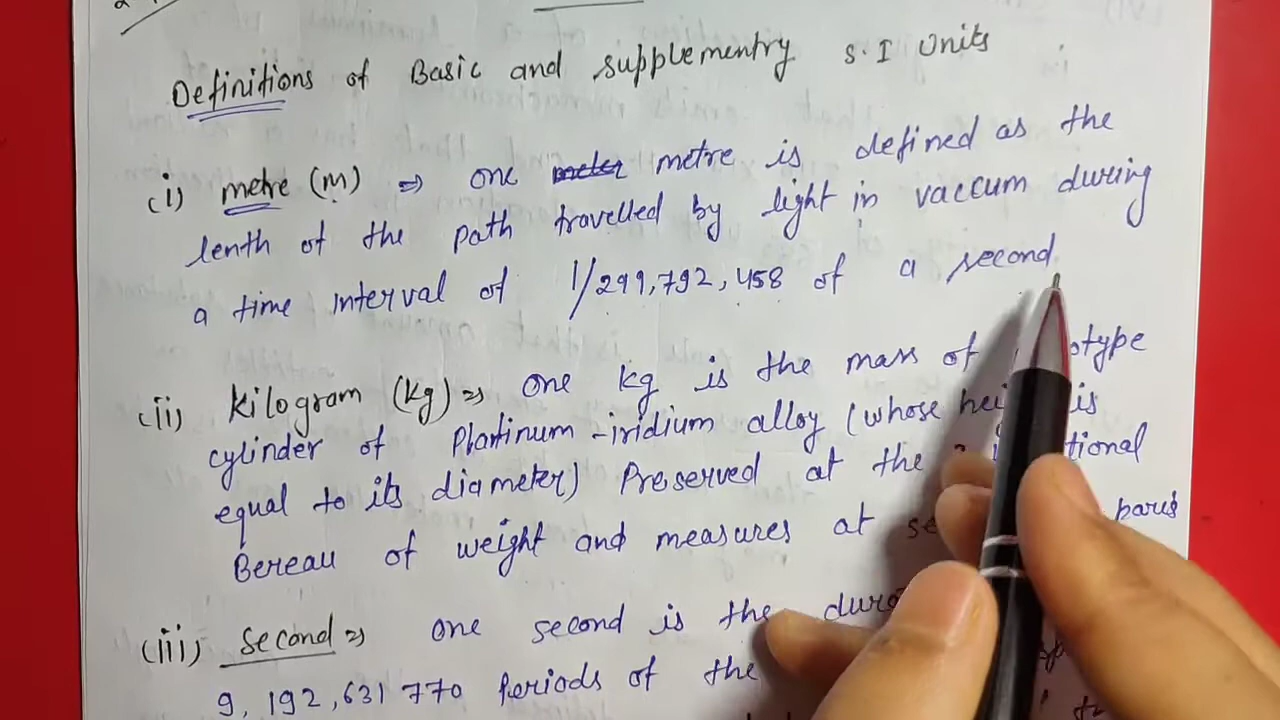 Definitions of Basic and supplementry S.I Units
(i) metre (m) ⇒ one metre is defined as the
lenth of the path travelled by light in vaccum during
a time interval of 1/299,792,458 of a second
(ii) Kilogram (Kg) ⇒ one kg is the mass of
cylinder of Platinum-iridium alloy (whose is
equal to its diameter) Preserved at the
Bereau of weight and measures at paris
(iii) second ⇒ one second is the
9, 192,631 770 Periods of the